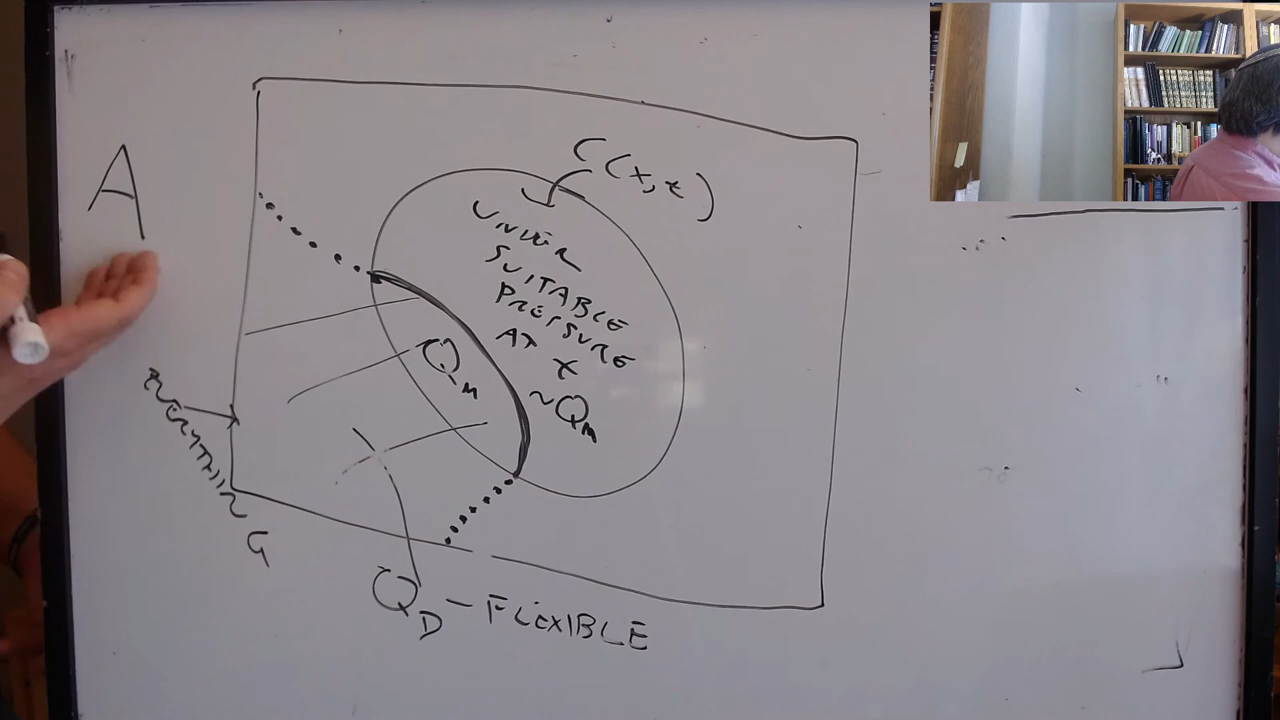 A
C(x,t)
UNDER
SUITABLE
PRESSURE
AT X
~Qm
Qm
EVERYTHING
QD - FLEXIBLE